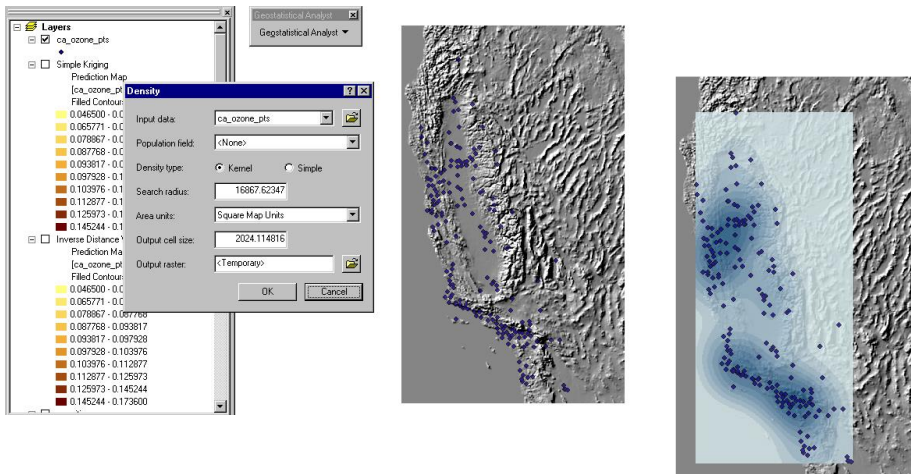 Layers
ca_ozone_pts
Simple Kriging
Prediction Map
[ca_ozone_pt
Filled Contour
0.046500 - 0.0
0.065771 - 0.0
0.078867 - 0.0
0.087768 - 0.0
0.093817 - 0.0
0.097928 - 0.1
0.103976 - 0.1
0.112877 - 0.1
0.125973 - 0.1
0.145244 - 0.1
Inverse Distance
Prediction Ma
[ca_ozone_pt
Filled Contour
0.046500 - 0.0
0.065771 - 0.0
0.078867 - 0.087768
0.087768 - 0.093817
0.093817 - 0.097928
0.097928 - 0.103976
0.103976 - 0.112877
0.112877 - 0.125973
0.125973 - 0.145244
0.145244 - 0.173600
Geostatistical Analyst
Geostatistical Analyst
Density
Input data:
ca_ozone_pts
Population field:
<None>
Density type:
Kernel
Simple
Search radius:
16867.62347
Area units:
Square Map Units
Output cell size:
2024.114816
Output raster:
<Temporary>
OK
Cancel